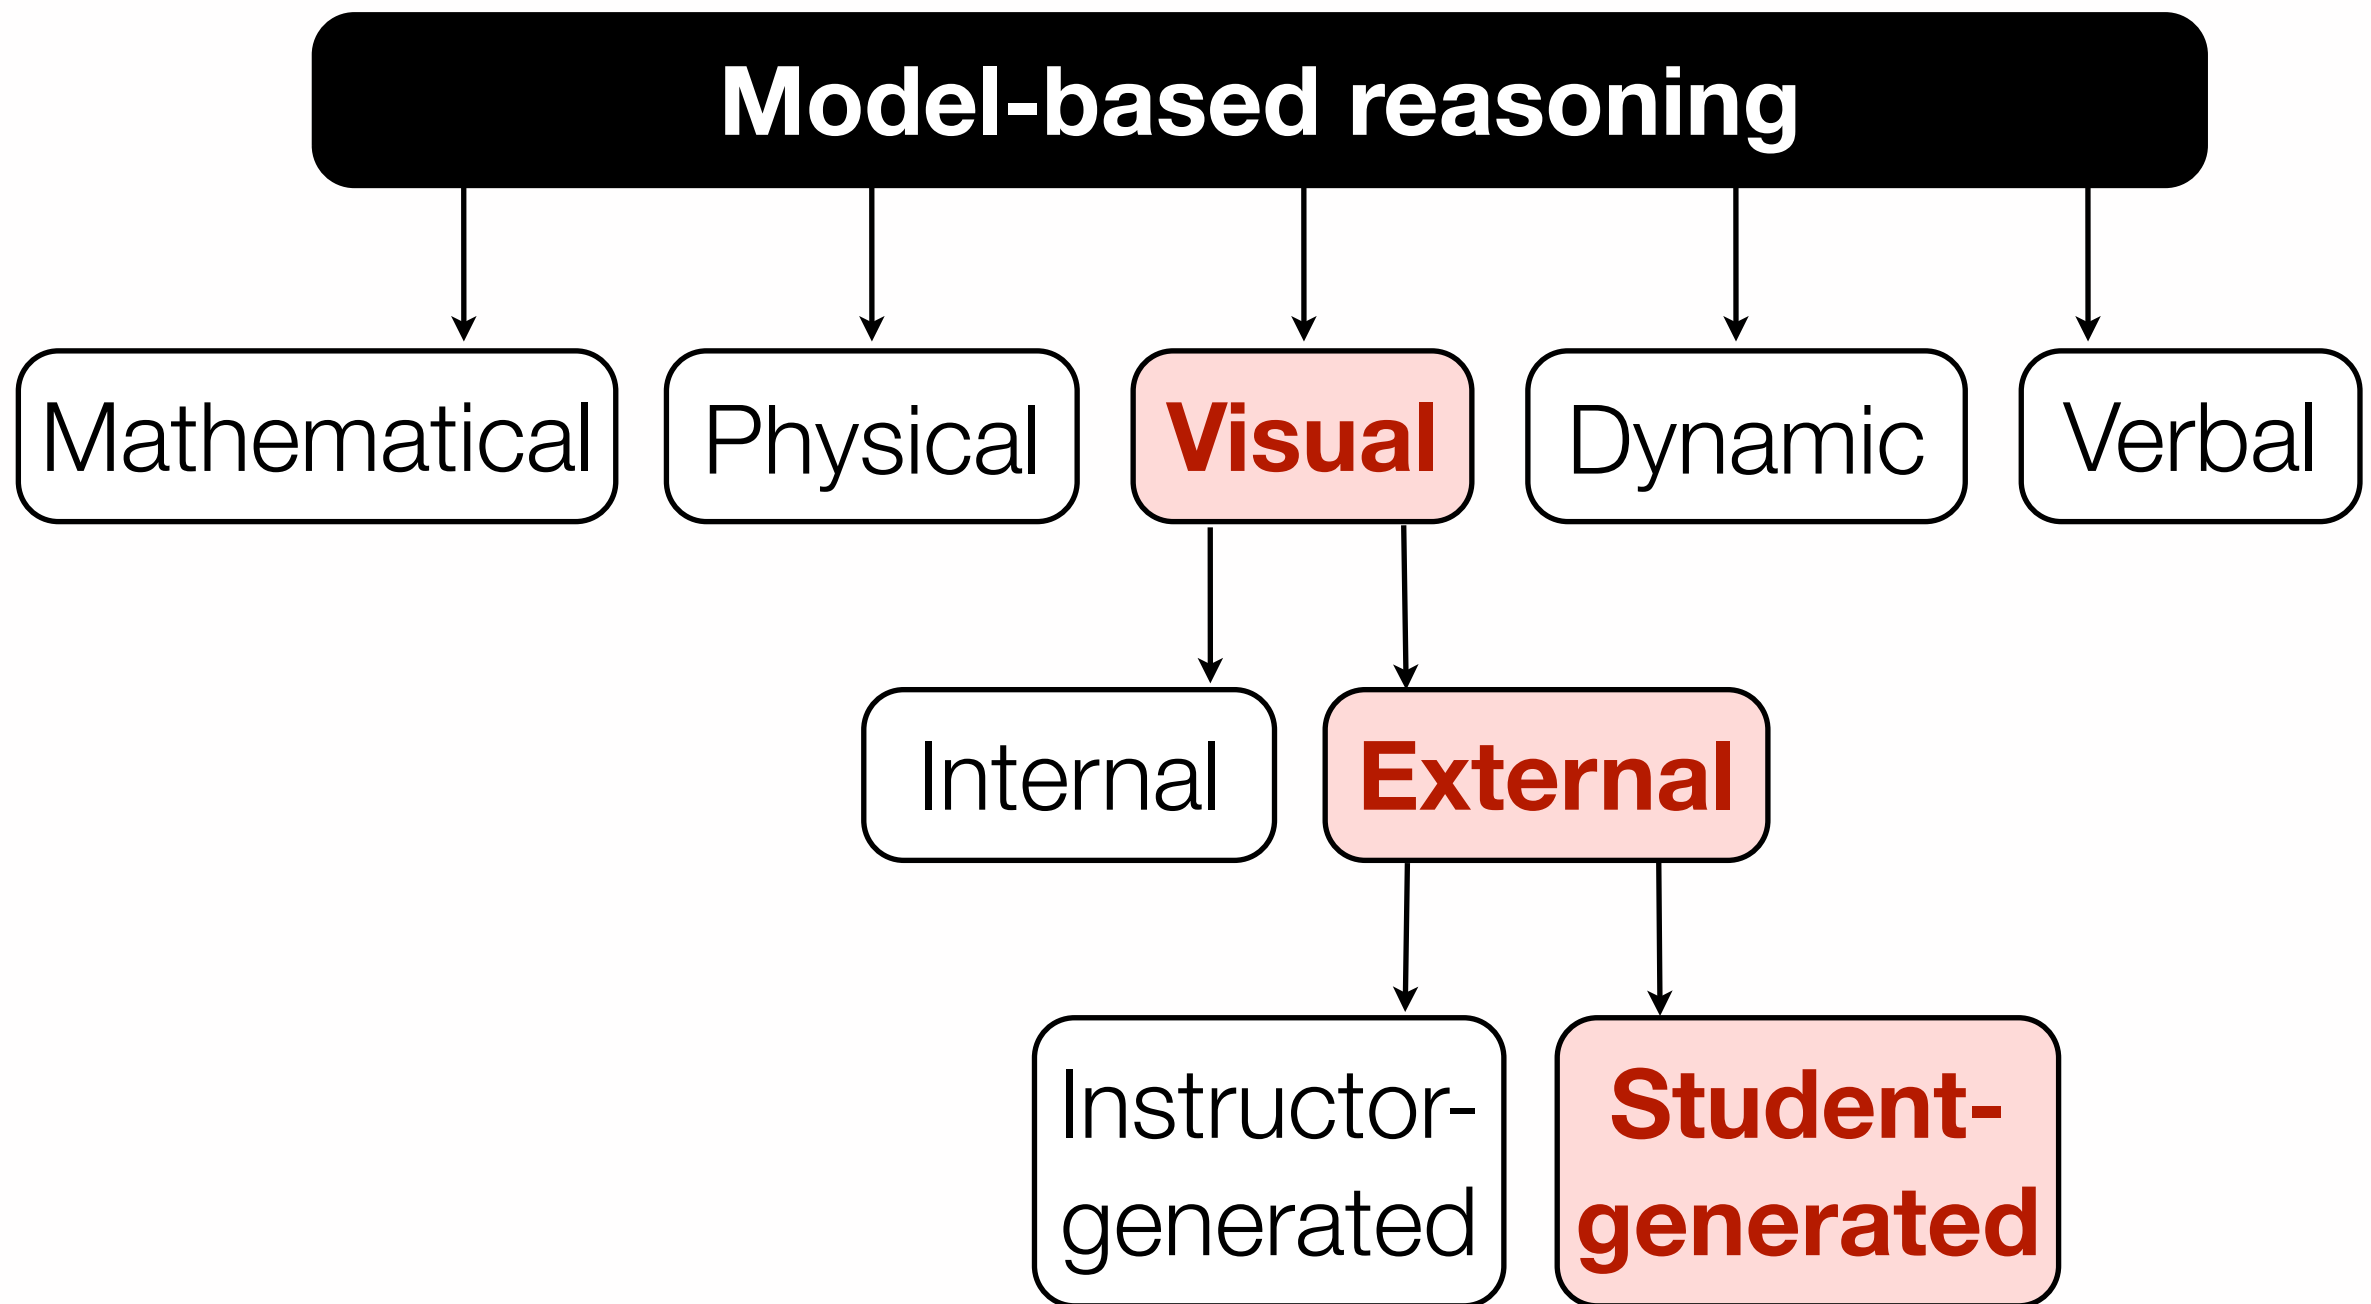 Model-based reasoning
Mathematical
Physical
Visual
Dynamic
Verbal
Internal
External
Instructor-
generated
Student-
generated